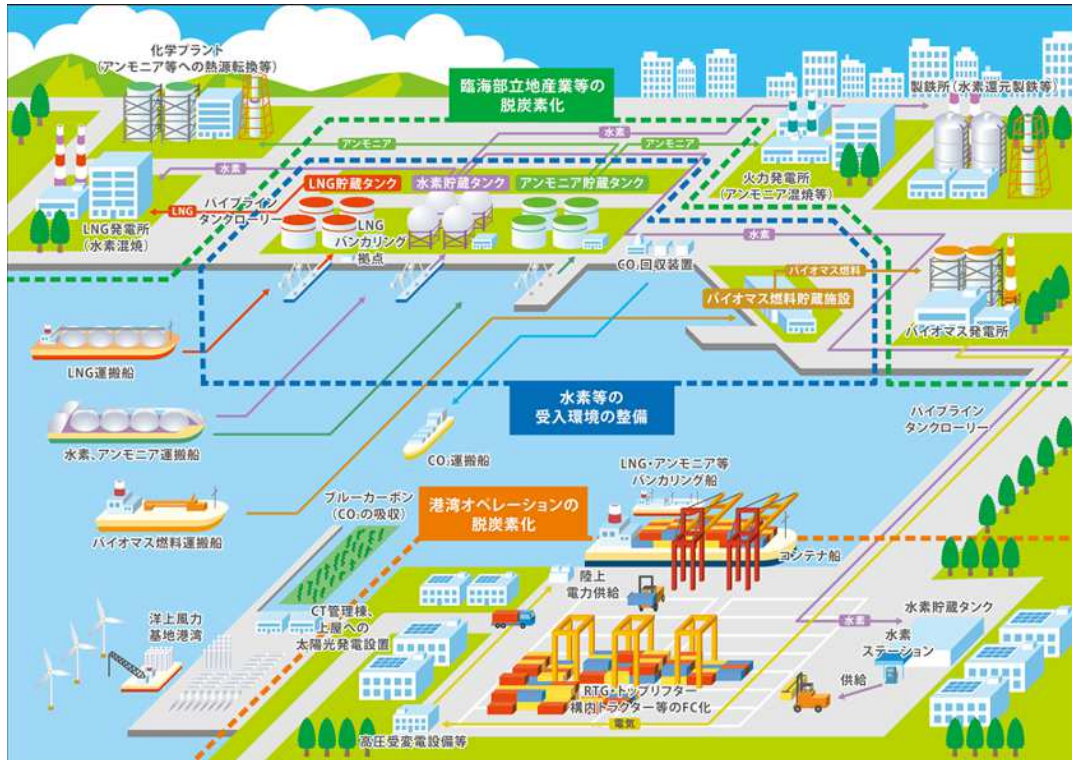 化学プラント
(アンモニア等への熱源転換等)
臨海部立地産業等の
脱炭素化
製鉄所(水素還元製鉄等)
水素
アンモニア
アンモニア
水素
火力発電所
(アンモニア混焼等)
LNG貯蔵タンク
水素貯蔵タンク
アンモニア貯蔵タンク
LNG
パイプライン
タンクローリー
LNG発電所
(水素混焼)
LNG
バンカリング
拠点
CO₂回収装置
水素
バイオマス燃料
バイオマス燃料貯蔵施設
バイオマス発電所
LNG運搬船
水素等の
受入環境の整備
パイプライン
タンクローリー
水素、アンモニア運搬船
CO₂運搬船
LNG・アンモニア等
バンカリング船
ブルーカーボン
(CO₂の吸収)
港湾オペレーションの
脱炭素化
バイオマス燃料運搬船
コンテナ船
陸上
電力供給
洋上風力
基地港湾
CT管理棟、
上屋への
太陽光発電設置
水素貯蔵タンク
水素
水素
ステーション
供給
RTG・トップリフター
構内トラクター等のFC化
電気
高圧受変電設備等